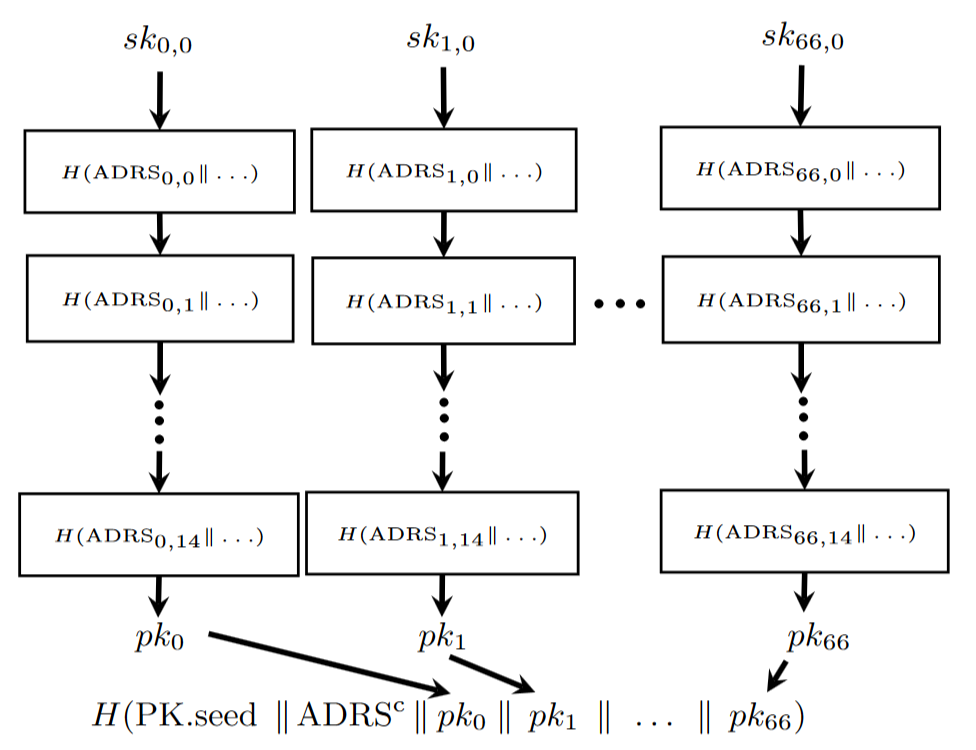 sk₀,₀ sk₁,₀ sk₆₆,₀
H(ADRS₀,₀‖ ...) H(ADRS₁,₀‖ ...) H(ADRS₆₆,₀‖ ...)
H(ADRS₀,₁‖ ...) H(ADRS₁,₁‖ ...) ... H(ADRS₆₆,₁‖ ...)
H(ADRS₀,₁₄‖ ...) H(ADRS₁,₁₄‖ ...) H(ADRS₆₆,₁₄‖ ...)
pk₀ pk₁ pk₆₆
H(PK.seed ‖ ADRSᶜ ‖ pk₀ ‖ pk₁ ‖ ... ‖ pk₆₆)